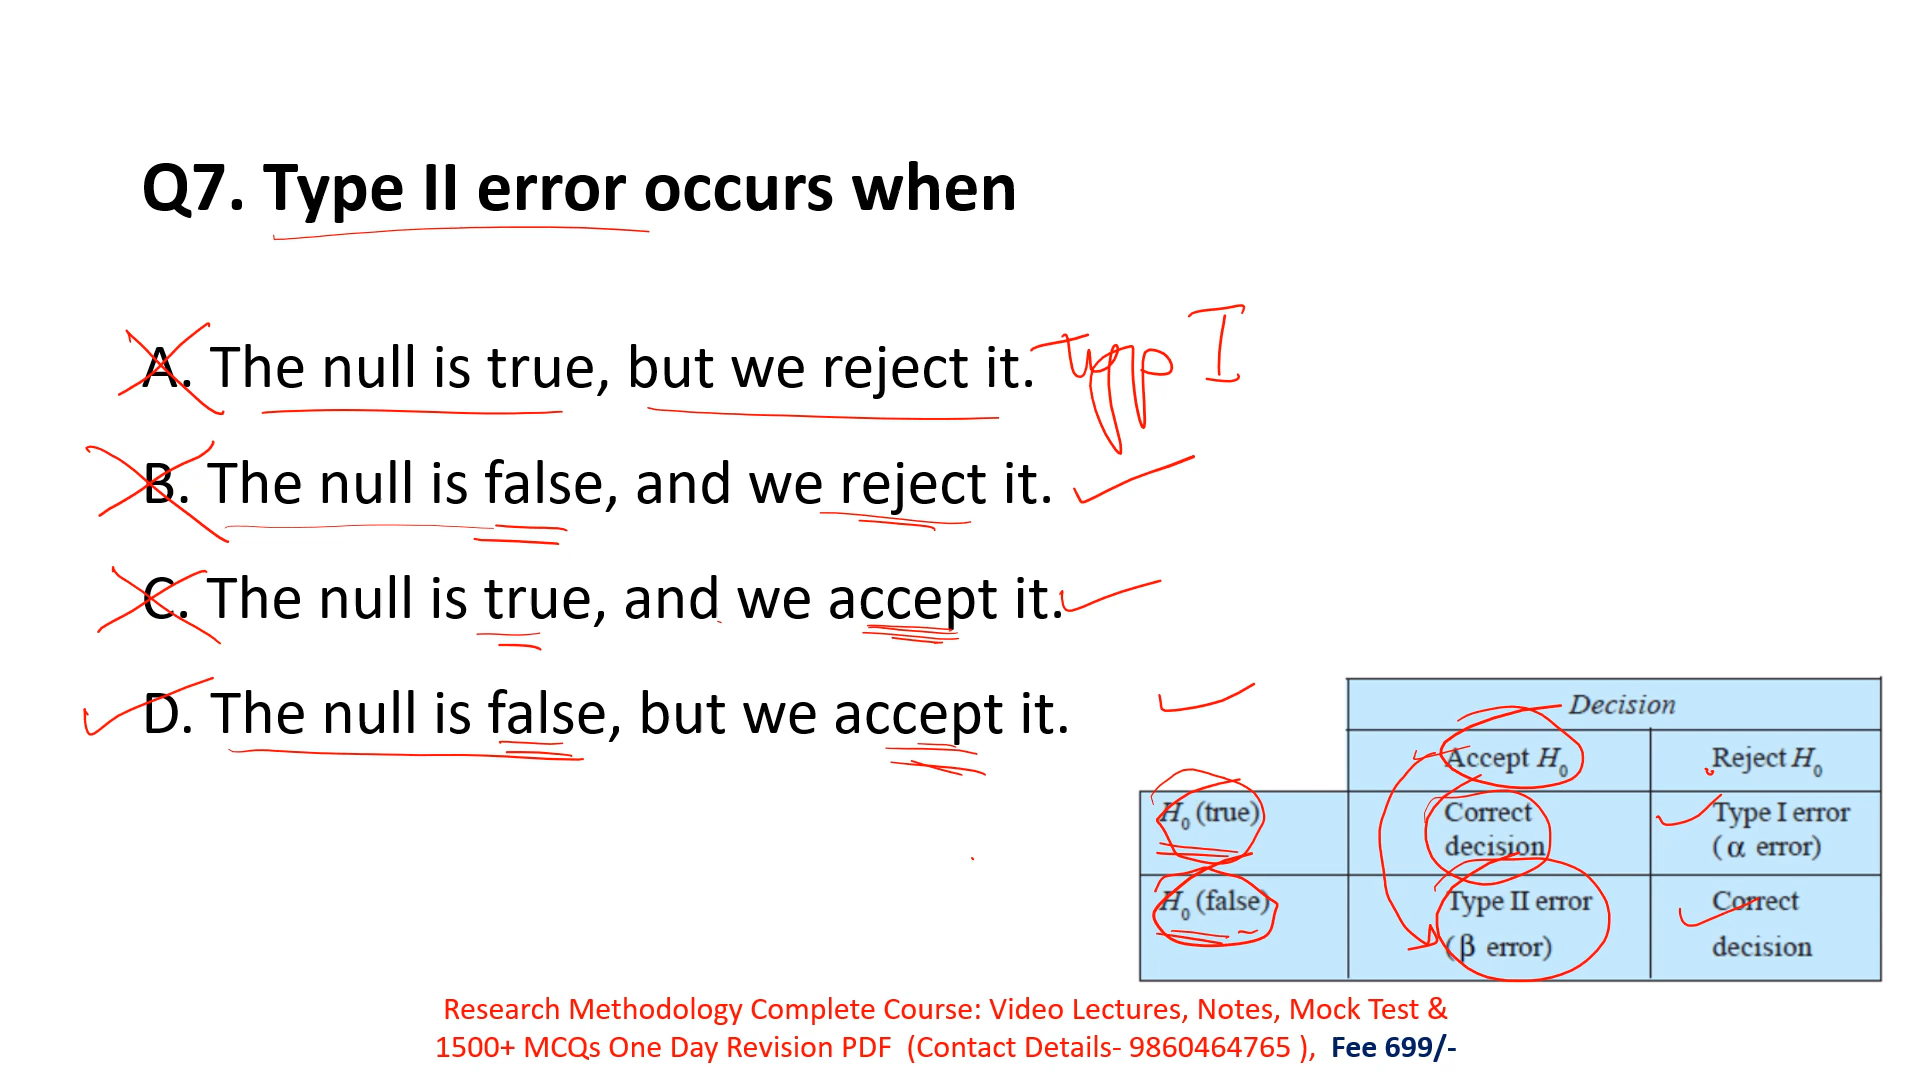 Q7. Type II error occurs when
A. The null is true, but we reject it. Type I
B. The null is false, and we reject it.
C. The null is true, and we accept it.
D. The null is false, but we accept it.
Decision
Accept H0 Reject H0
H0 (true) Correct decision Type I error (α error)
H0 (false) Type II error (β error) Correct decision
Research Methodology Complete Course: Video Lectures, Notes, Mock Test &
1500+ MCQs One Day Revision PDF (Contact Details- 9860464765 ), Fee 699/-